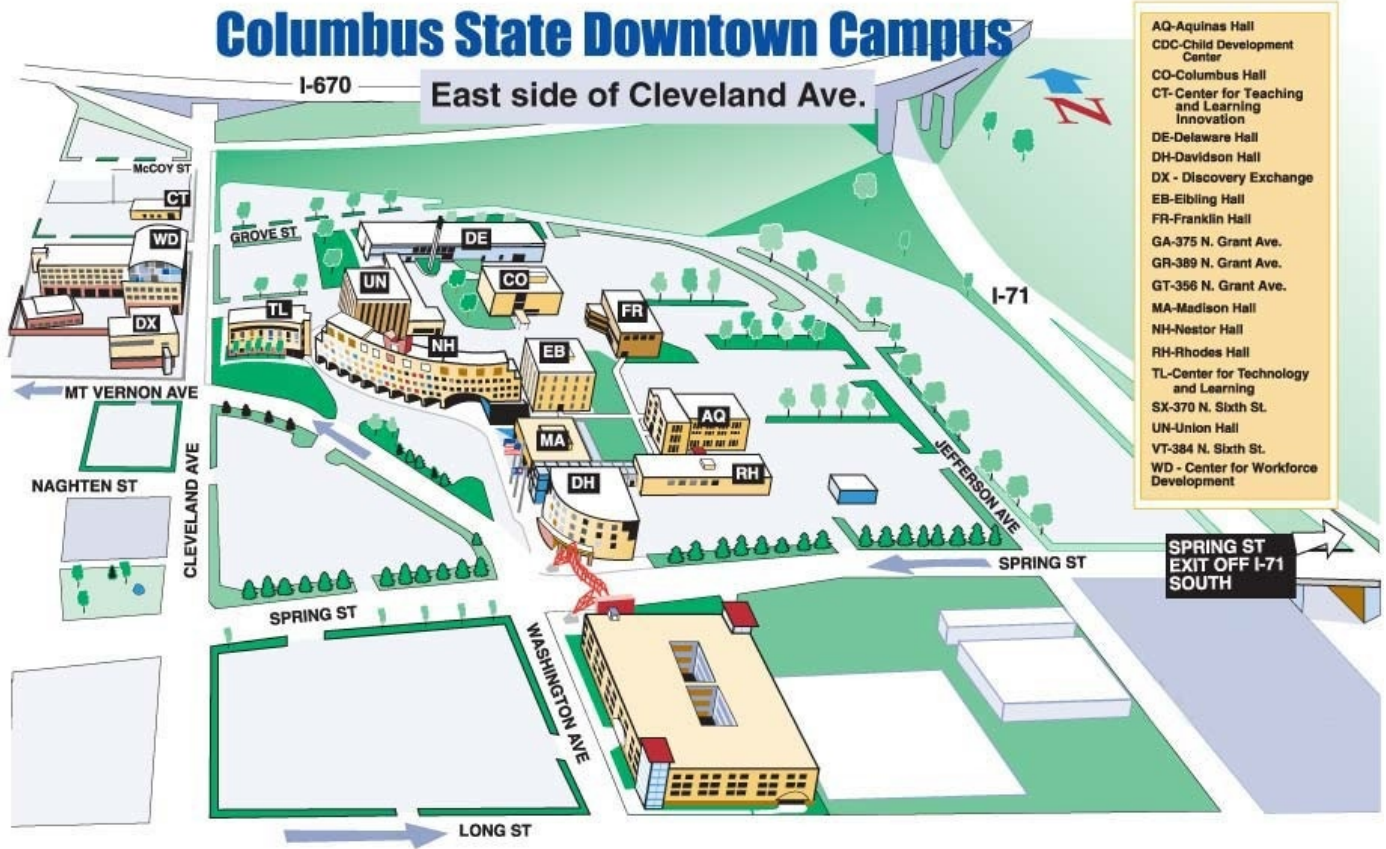 Columbus State Downtown Campus
I-670
East side of Cleveland Ave.
N
AQ-Aquinas Hall
CDC-Child Development
Center
CO-Columbus Hall
CT- Center for Teaching
and Learning
Innovation
DE-Delaware Hall
DH-Davidson Hall
DX - Discovery Exchange
EB-Eibling Hall
FR-Franklin Hall
GA-375 N. Grant Ave.
GR-389 N. Grant Ave.
GT-356 N. Grant Ave.
MA-Madison Hall
NH-Nestor Hall
RH-Rhodes Hall
TL-Center for Technology
and Learning
SX-370 N. Sixth St.
UN-Union Hall
VT-384 N. Sixth St.
WD - Center for Workforce
Development
McCOY ST
CT
WD
GROVE ST
DE
UN
CO
I-71
TL
FR
DX
NH
EB
MT VERNON AVE
AQ
MA
CLEVELAND AVE
JEFFERSON AVE
RH
DH
NAGHTEN ST
SPRING ST
EXIT OFF I-71
SOUTH
SPRING ST
SPRING ST
WASHINGTON AVE
LONG ST